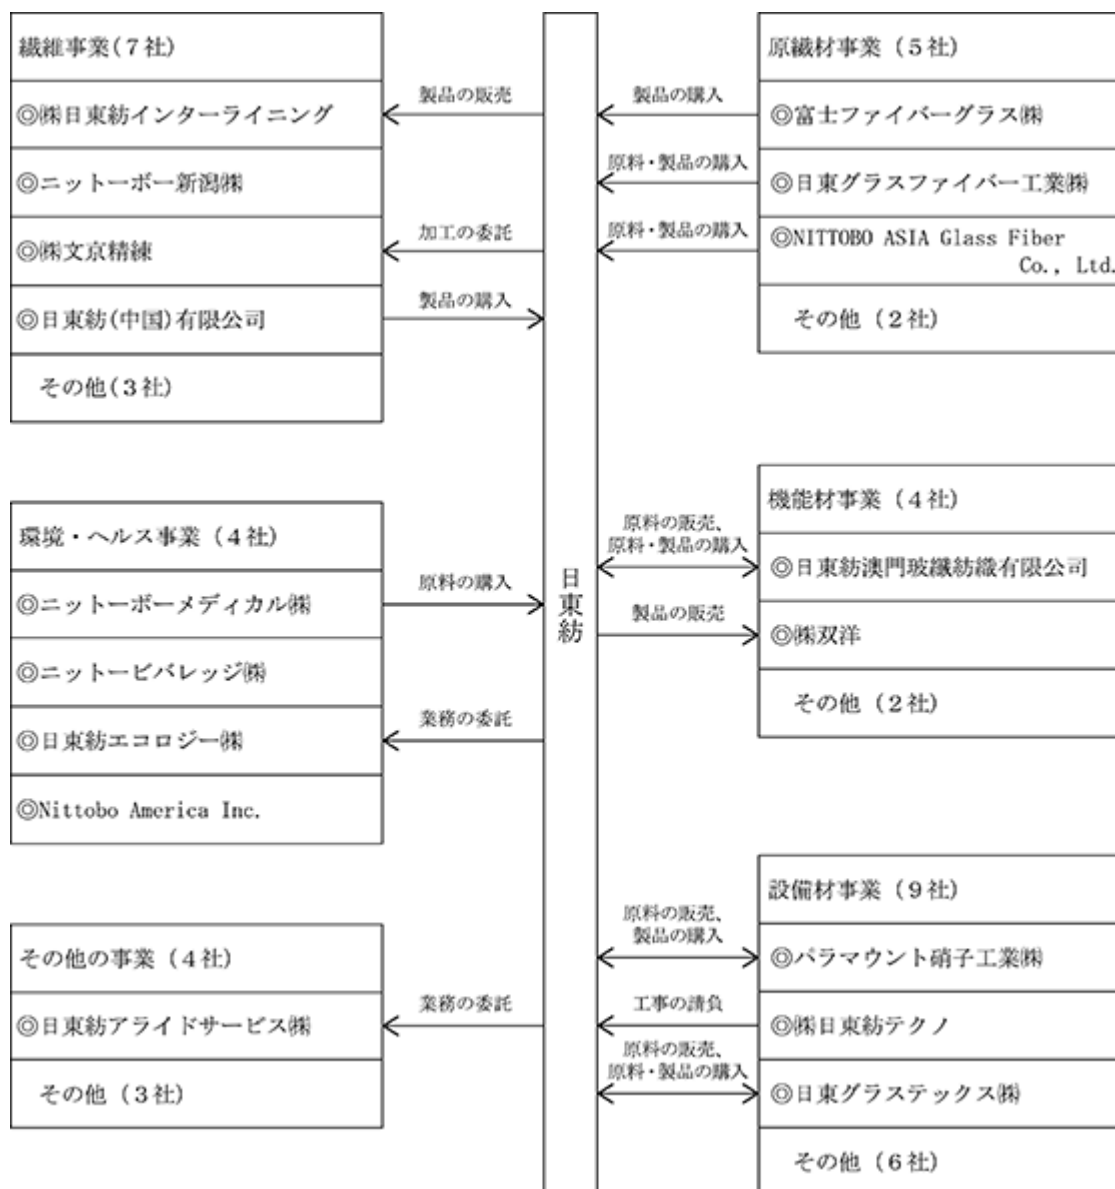 繊維事業(7社)
◎㈱日東紡インターライニング
◎ニットーボー新潟㈱
◎㈱文京精練
◎日東紡(中国)有限公司
その他(3社)
製品の販売
加工の委託
製品の購入
環境・ヘルス事業(4社)
◎ニットーボーメディカル㈱
◎ニットービバレッジ㈱
◎日東紡エコロジー㈱
◎Nittobo America Inc.
原料の購入
業務の委託
その他の事業(4社)
◎日東紡アライドサービス㈱
その他(3社)
業務の委託
日東紡
原繊材事業(5社)
◎富士ファイバーグラス㈱
◎日東グラスファイバー工業㈱
◎NITTOBO ASIA Glass Fiber
Co., Ltd.
その他(2社)
製品の購入
原料・製品の購入
原料・製品の購入
機能材事業(4社)
◎日東紡澳門玻纖紡織有限公司
◎㈱双洋
その他(2社)
原料の販売、
原料・製品の購入
製品の販売
設備材事業(9社)
◎パラマウント硝子工業㈱
◎㈱日東紡テクノ
◎日東グラステックス㈱
その他(6社)
原料の販売、
製品の購入
工事の請負
原料の販売、
原料・製品の購入